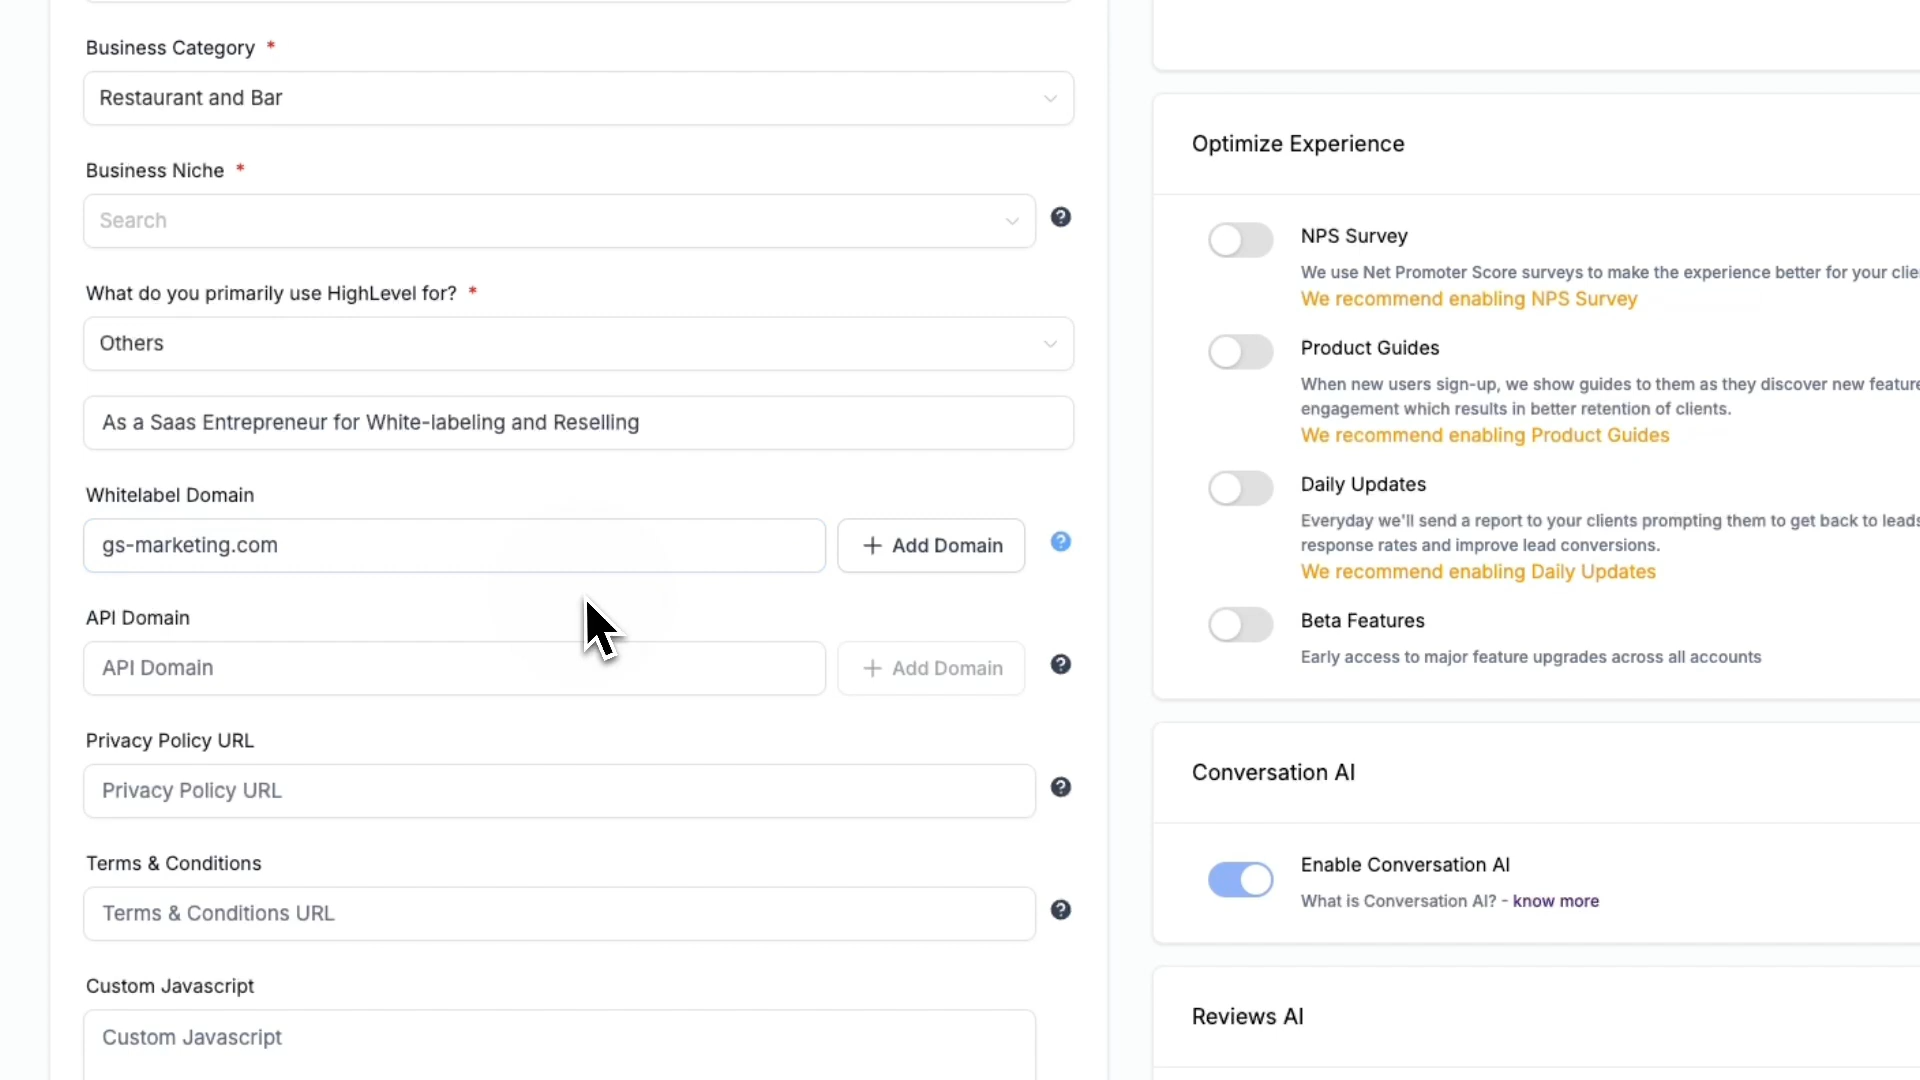 Business Category *
Restaurant and Bar
Business Niche *
Search
What do you primarily use HighLevel for? *
Others
As a Saas Entrepreneur for White-labeling and Reselling
Whitelabel Domain
gs-marketing.com
+ Add Domain
API Domain
API Domain
+ Add Domain
Privacy Policy URL
Privacy Policy URL
Terms & Conditions
Terms & Conditions URL
Custom Javascript
Custom Javascript
Optimize Experience
NPS Survey
We use Net Promoter Score surveys to make the experience better for your
We recommend enabling NPS Survey
Product Guides
When new users sign-up, we show guides to them as they discover new
engagement which results in better retention of clients.
We recommend enabling Product Guides
Daily Updates
Everyday we'll send a report to your clients prompting them to get back to leads
response rates and improve lead conversions.
We recommend enabling Daily Updates
Beta Features
Early access to major feature upgrades across all accounts
Conversation AI
Enable Conversation AI
What is Conversation AI? - know more
Reviews AI